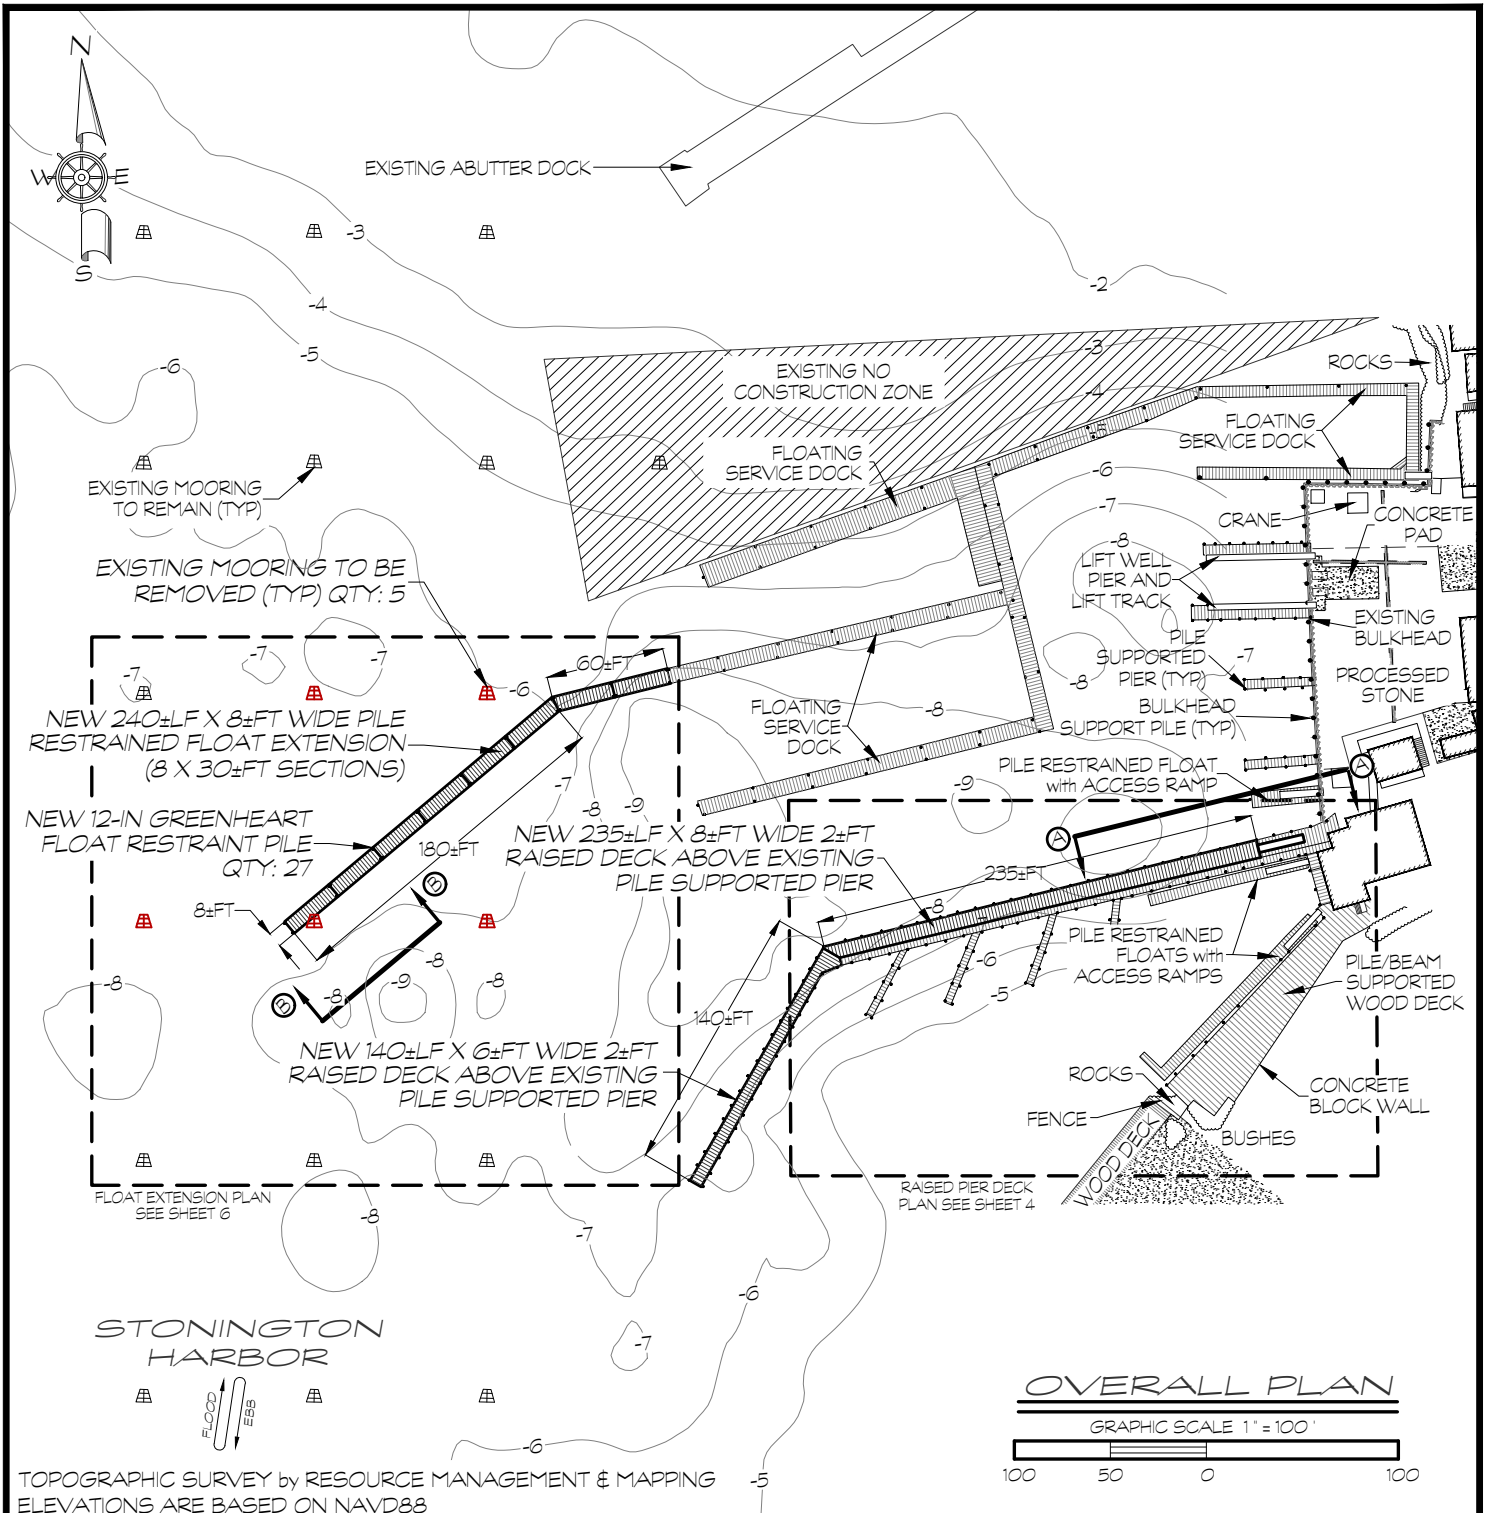 N
W
E
S
EXISTING ABUTTER DOCK
-3
-4
-5
-2
-6
EXISTING NO
CONSTRUCTION ZONE
-3
-4
-5
-6
-7
-8
ROCKS
FLOATING
SERVICE DOCK
FLOATING
SERVICE DOCK
EXISTING MOORING
TO REMAIN (TYP)
CRANE
CONCRETE
PAD
EXISTING MOORING TO BE
REMOVED (TYP) QTY: 5
LIFT WELL
PIER AND
LIFT TRACK
EXISTING
BULKHEAD
PILE
SUPPORTED
PIER (TYP)
-7
PROCESSED
STONE
BULKHEAD
SUPPORT PILE (TYP)
-7
-7
-7
-6
60±FT
-8
-8
FLOATING
SERVICE
DOCK
NEW 240±LF X 8±FT WIDE PILE
RESTRAINED FLOAT EXTENSION
(8 X 30±FT SECTIONS)
PILE RESTRAINED FLOAT
with ACCESS RAMP
A
-7
-8
-9
-9
NEW 12-IN GREENHEART
FLOAT RESTRAINT PILE
QTY: 27
180±FT
NEW 235±LF X 8±FT WIDE 2±FT
RAISED DECK ABOVE EXISTING
PILE SUPPORTED PIER
A
235±FT
B
8±FT
-8
-7
PILE RESTRAINED
FLOATS with
ACCESS RAMPS
-6
-5
PILE/BEAM
SUPPORTED
WOOD DECK
-8
-8
-9
-8
-8
B
140±FT
NEW 140±LF X 6±FT WIDE 2±FT
RAISED DECK ABOVE EXISTING
PILE SUPPORTED PIER
ROCKS
FENCE
CONCRETE
BLOCK WALL
BUSHES
WOOD DECK
FLOAT EXTENSION PLAN
SEE SHEET 6
RAISED PIER DECK
PLAN SEE SHEET 4
-8
-7
-6
-7
STONINGTON
HARBOR
FLOOD
EBB
-6
-5
OVERALL PLAN
GRAPHIC SCALE 1" = 100'
100 50 0 100
TOPOGRAPHIC SURVEY by RESOURCE MANAGEMENT & MAPPING
ELEVATIONS ARE BASED ON NAVD88